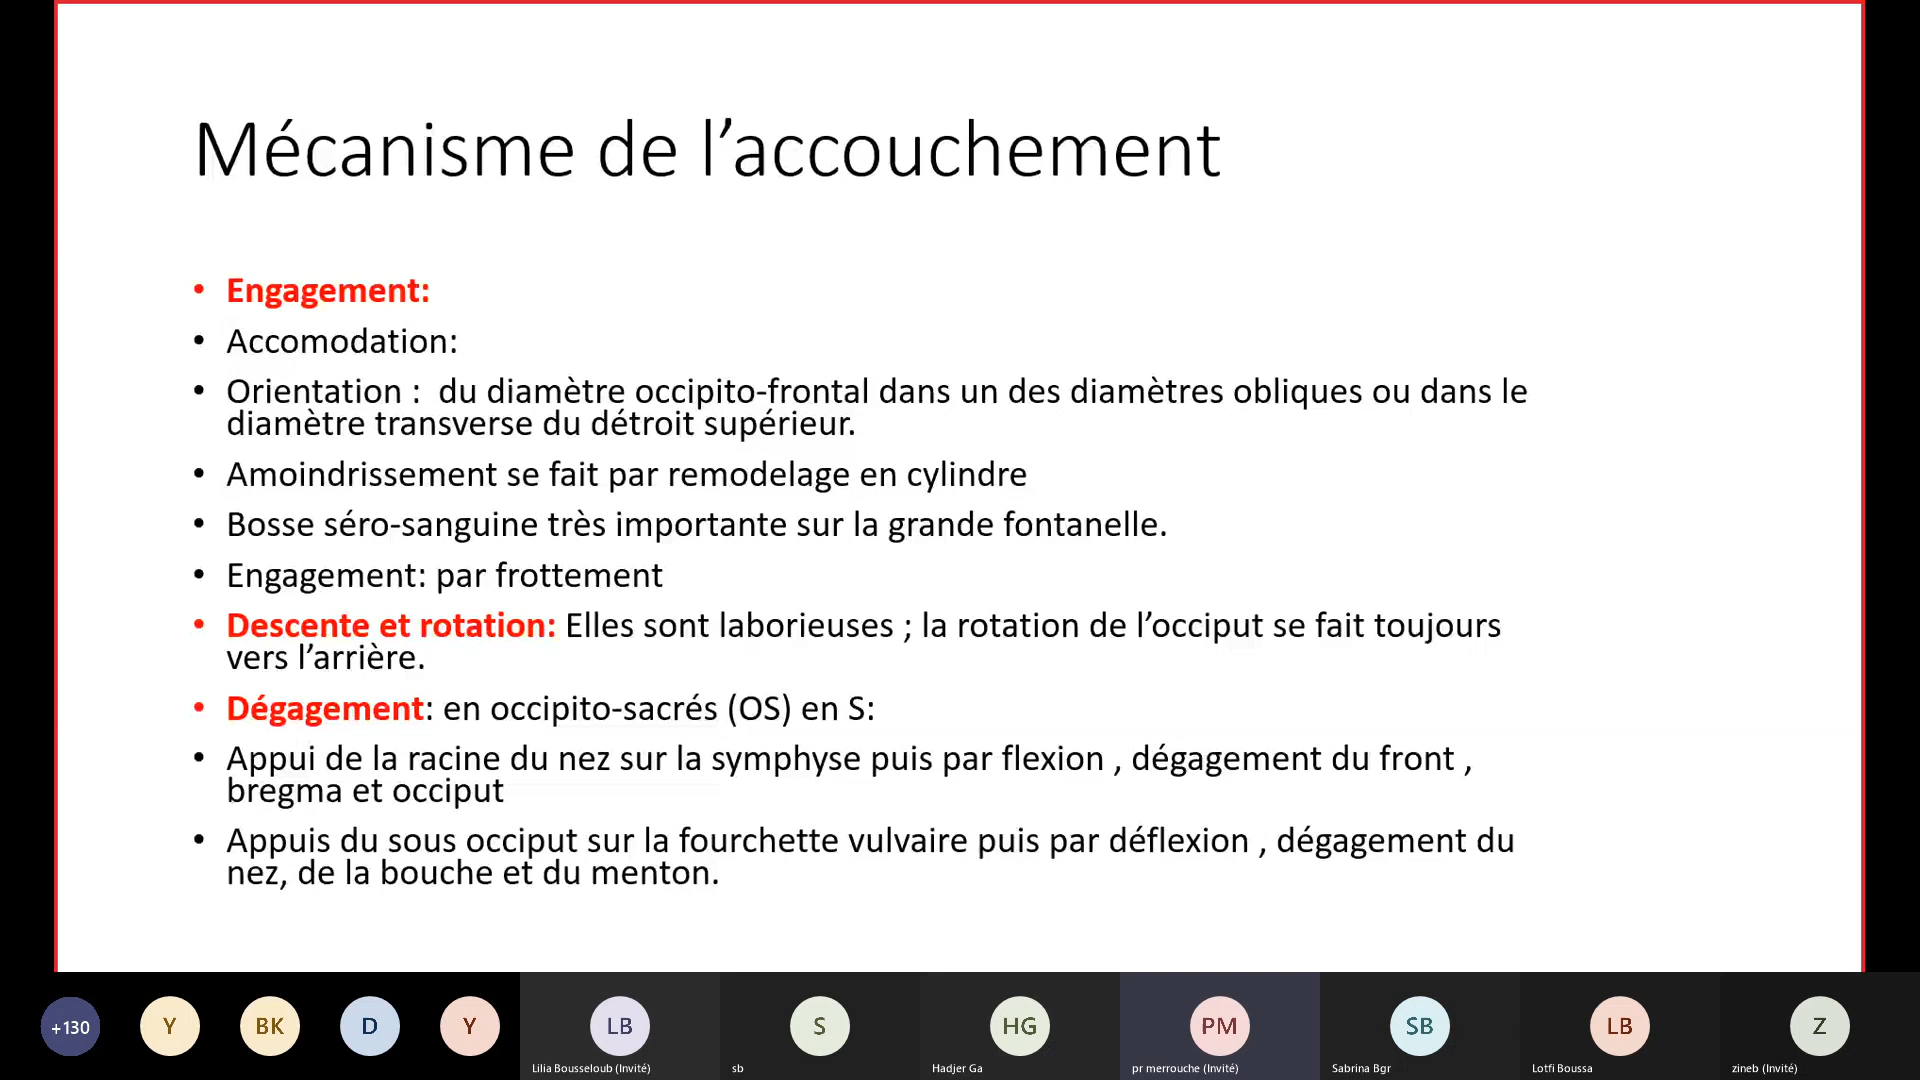 Mécanisme de l’accouchement
• Engagement:
• Accomodation:
• Orientation :  du diamètre occipito-frontal dans un des diamètres obliques ou dans le
diamètre transverse du détroit supérieur.
• Amoindrissement se fait par remodelage en cylindre
• Bosse séro-sanguine très importante sur la grande fontanelle.
• Engagement: par frottement
• Descente et rotation: Elles sont laborieuses ; la rotation de l’occiput se fait toujours
vers l’arrière.
• Dégagement: en occipito-sacrés (OS) en S:
• Appui de la racine du nez sur la symphyse puis par flexion , dégagement du front ,
bregma et occiput
• Appuis du sous occiput sur la fourchette vulvaire puis par déflexion , dégagement du
nez, de la bouche et du menton.
+130 Y BK D Y LB S HG PM SB LB Z
Lilia Bousseloub (Invité) sb Hadjer Ga pr merrouche (Invité) Sabrina Bgr Lotfi Boussa zineb (Invité)